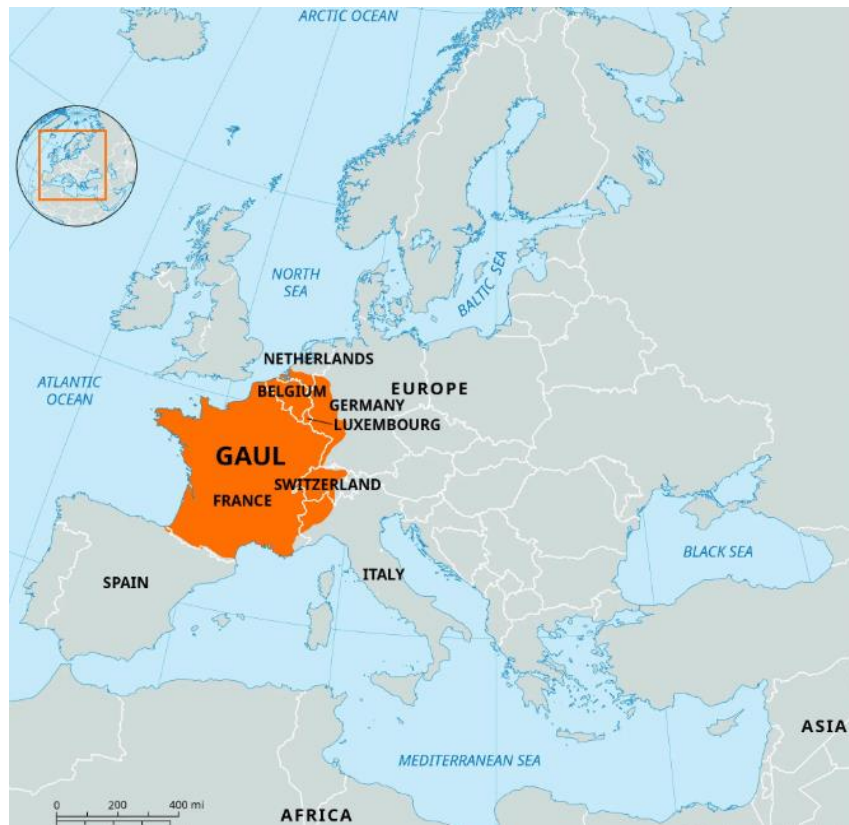 ARCTIC OCEAN
NORTH
SEA
BALTIC SEA
ATLANTIC
OCEAN
NETHERLANDS
BELGIUM
EUROPE
GERMANY
LUXEMBOURG
GAUL
SWITZERLAND
FRANCE
BLACK SEA
SPAIN
ITALY
ASIA
MEDITERRANEAN SEA
0 200 400 mi
AFRICA